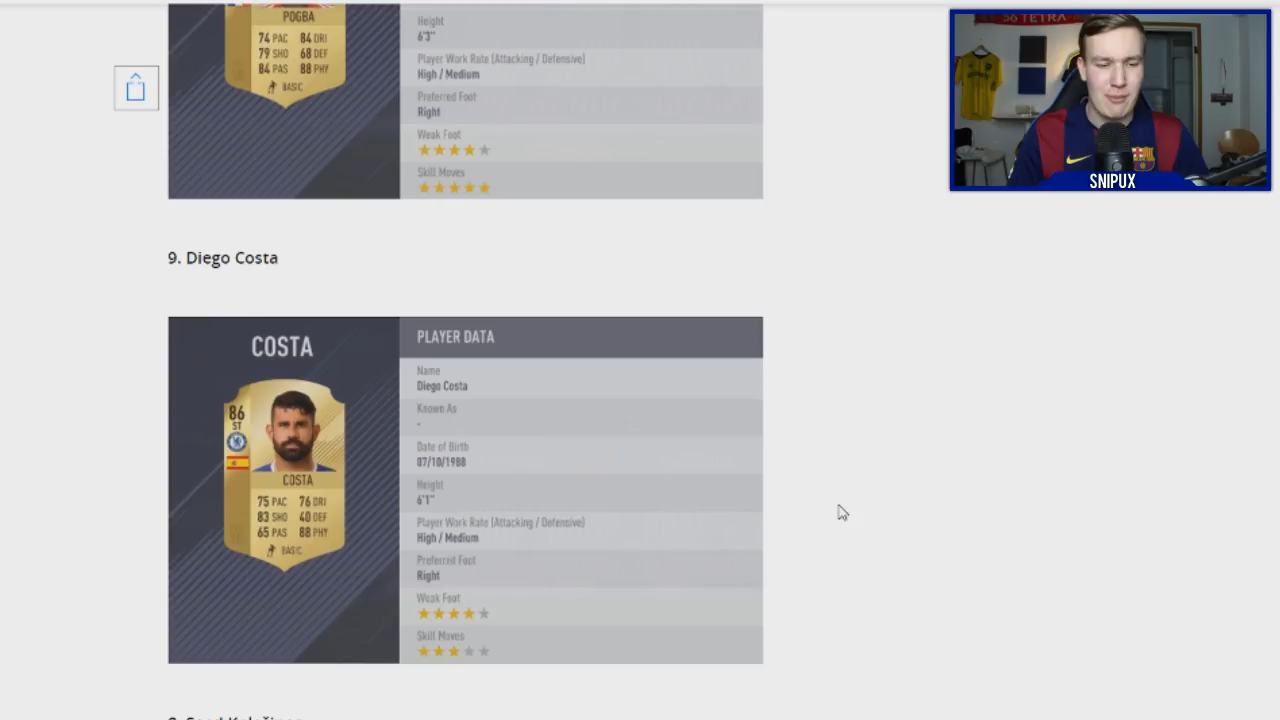 POGBA
74 PAC 84 DRI
79 SHO 68 DEF
84 PAS 88 PHY
BASIC
Height
6'3"
Player Work Rate (Attacking / Defensive)
High / Medium
Preferred Foot
Right
Weak Foot
Skill Moves
SNIPUX
9. Diego Costa
COSTA
86
ST
COSTA
75 PAC 76 DRI
83 SHO 40 DEF
65 PAS 88 PHY
BASIC
PLAYER DATA
Name
Diego Costa
Known As
-
Date of Birth
07/10/1988
Height
6'1"
Player Work Rate (Attacking / Defensive)
High / Medium
Preferred Foot
Right
Weak Foot
Skill Moves